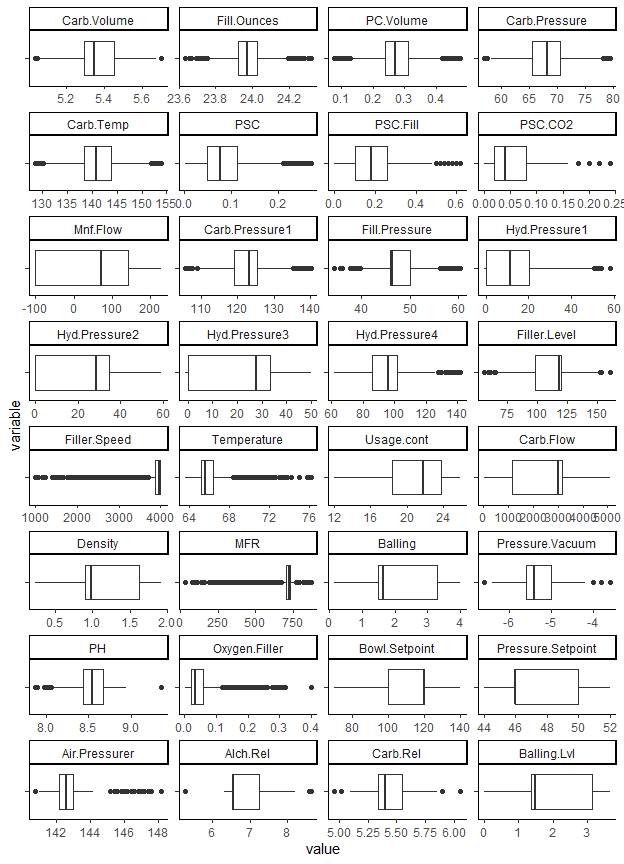 Carb.Volume Fill.Ounces PC.Volume Carb.Pressure
5.2 5.4 5.6 23.6 23.8 24.0 24.2 0.1 0.2 0.3 0.4 60 70 80
Carb.Temp PSC PSC.Fill PSC.CO2
130 135 140 145 150 155 0.0 0.1 0.2 0.0 0.2 0.4 0.6 0.00 0.05 0.10 0.15 0.20 0.25
Mnf.Flow Carb.Pressure1 Fill.Pressure Hyd.Pressure1
-100 0 100 200 110 120 130 140 40 50 60 0 20 40 60
Hyd.Pressure2 Hyd.Pressure3 Hyd.Pressure4 Filler.Level
0 20 40 60 0 10 20 30 40 50 60 80 100 120 140 75 100 125 150
variable
Filler.Speed Temperature Usage.cont Carb.Flow
1000 2000 3000 4000 64 68 72 76 12 16 20 24 0 1000 2000 3000 4000 5000
Density MFR Balling Pressure.Vacuum
0.5 1.0 1.5 2.0 0 250 500 750 0 1 2 3 4 -6 -5 -4
PH Oxygen.Filler Bowl.Setpoint Pressure.Setpoint
8.0 8.5 9.0 0.0 0.1 0.2 0.3 0.4 80 100 120 140 44 46 48 50 52
Air.Pressurer Alch.Rel Carb.Rel Balling.Lvl
142 144 146 148 6 7 8 5.00 5.25 5.50 5.75 6.00 0 1 2 3
value